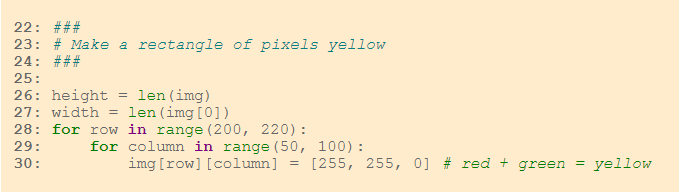 22: ###
23: # Make a rectangle of pixels yellow
24: ###
25:
26: height = len(img)
27: width = len(img[0])
28: for row in range(200, 220):
29:     for column in range(50, 100):
30:         img[row][column] = [255, 255, 0] # red + green = yellow